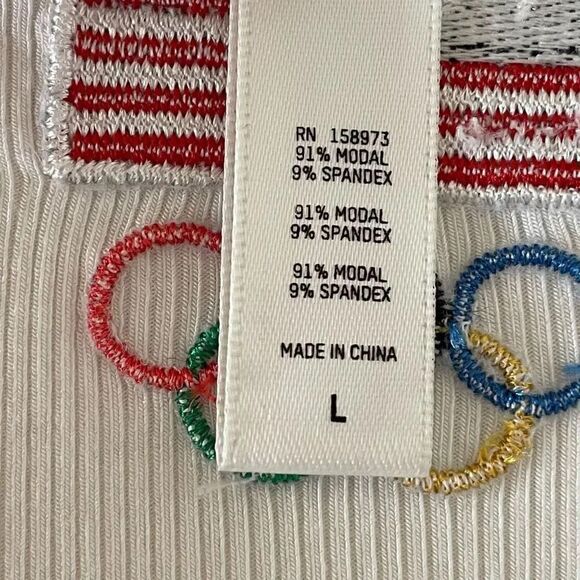 RN 158973
91% MODAL
9% SPANDEX
91% MODAL
9% SPANDEX
91% MODAL
9% SPANDEX
MADE IN CHINA
L